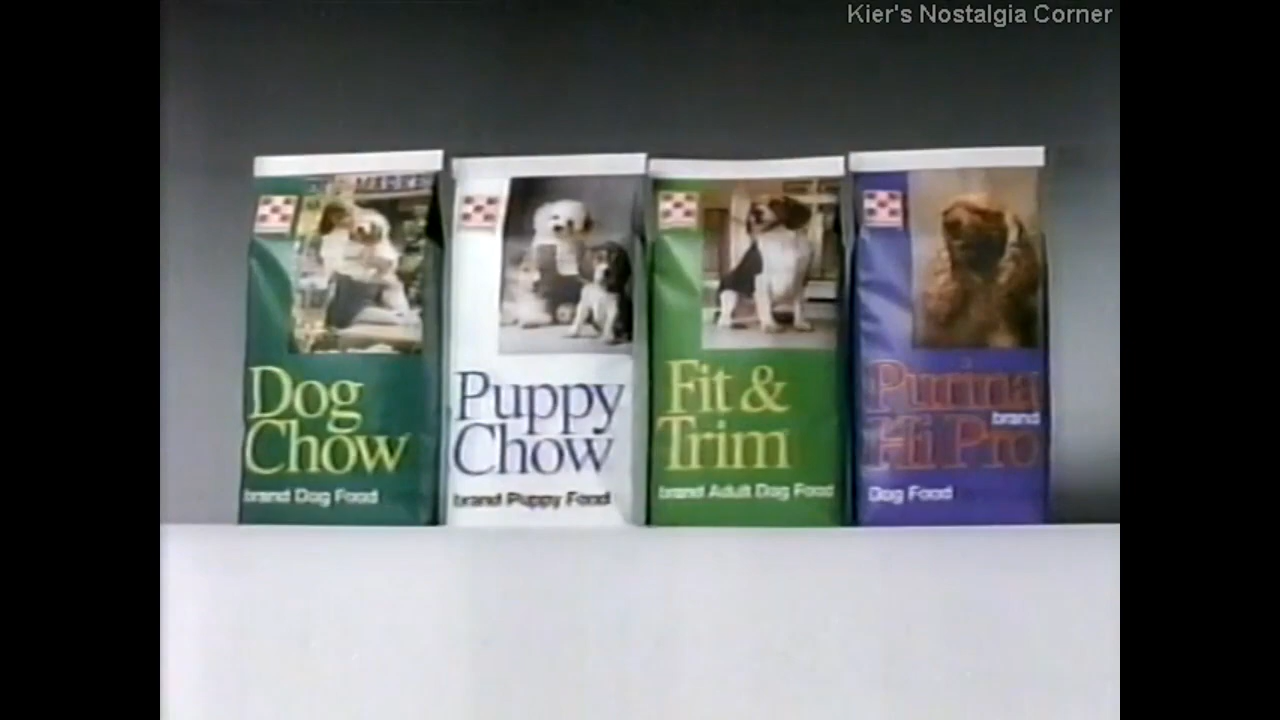 Kier's Nostalgia Corner
MARKE
Dog
Chow
brand Dog Food
Puppy
Chow
brand Puppy Food
Fit &
Trim
brand Adult Dog Food
Purina
brand
Hi Pro
Dog Food